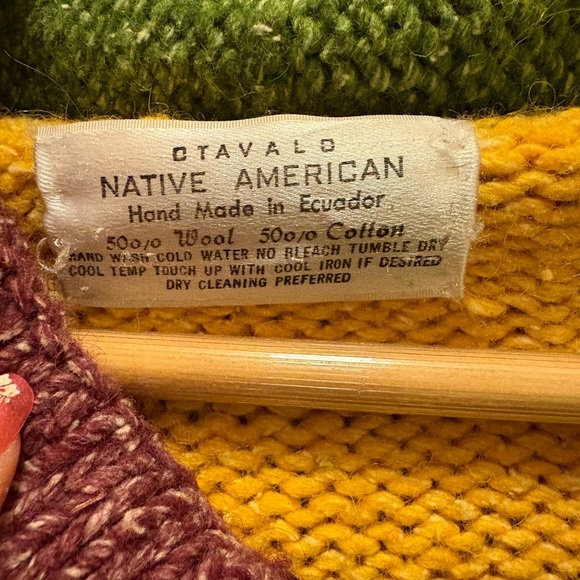 OTAVALO
NATIVE AMERICAN
Hand Made in Ecuador
50o/o Wool 50o/o Cotton
HAND WASH COLD WATER NO BLEACH TUMBLE DRY
COOL TEMP TOUCH UP WITH COOL IRON IF DESIRED
DRY CLEANING PREFERRED